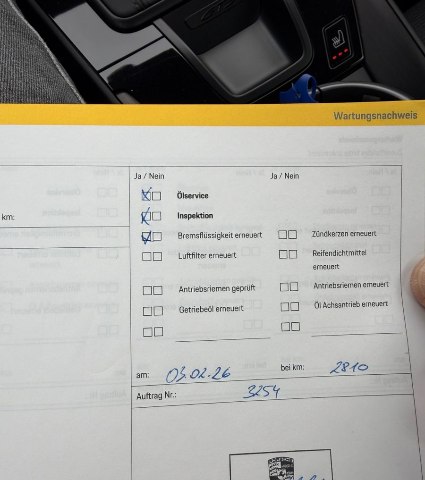 Wartungsnachweis
Ja / Nein Ja / Nein
Ölservice
km: Inspektion
Bremsflüssigkeit erneuert Zündkerzen erneuert
Luftfilter erneuert Reifendichtmittel
erneuert
Antriebsriemen geprüft Antriebsriemen erneuert
Getriebeöl erneuert Öl Achsantrieb erneuert
am: 03.02.26 bei km: 2810
Auftrag Nr.: 3254